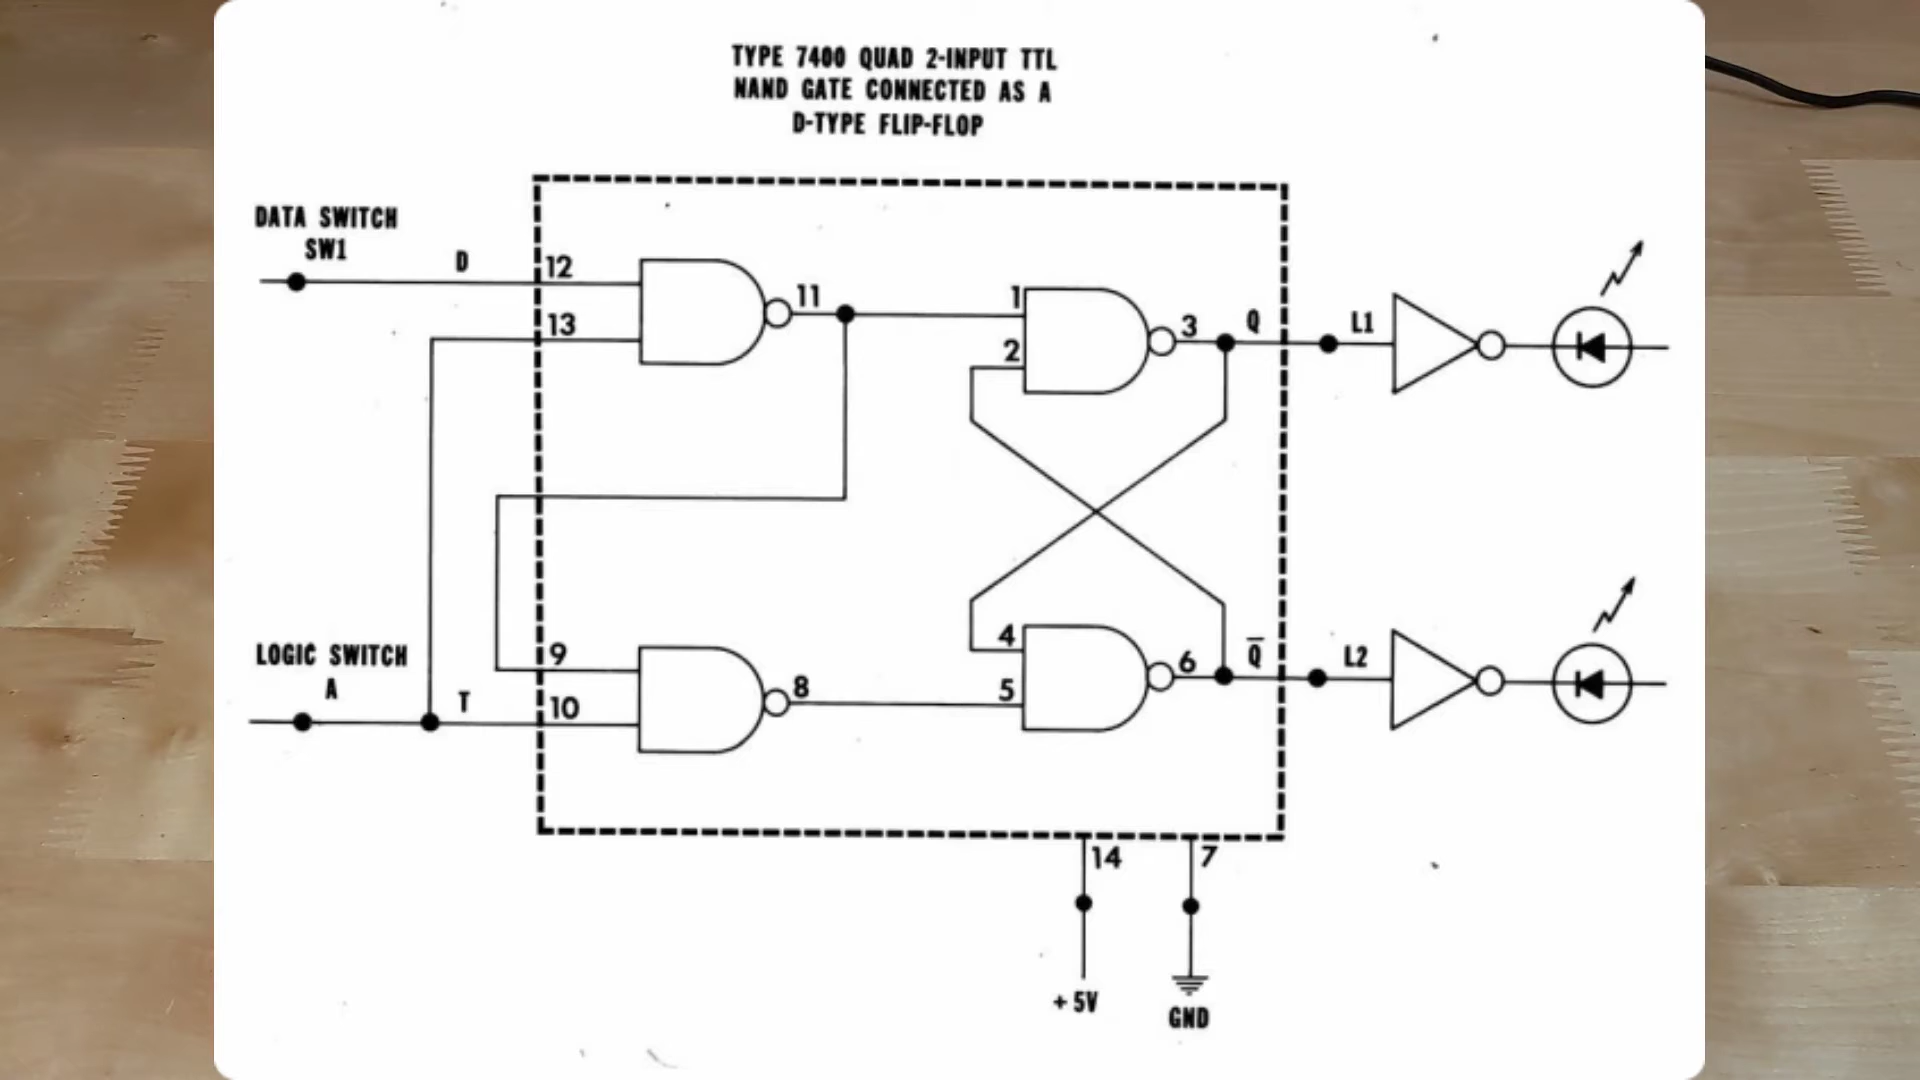 TYPE 7400 QUAD 2-INPUT TTL
NAND GATE CONNECTED AS A
D-TYPE FLIP-FLOP
DATA SWITCH
SW1
D
12
13
11
1
2
3
Q
L1
LOGIC SWITCH
A
T
9
10
8
4
5
6
Q̅
L2
14
7
+5V
GND